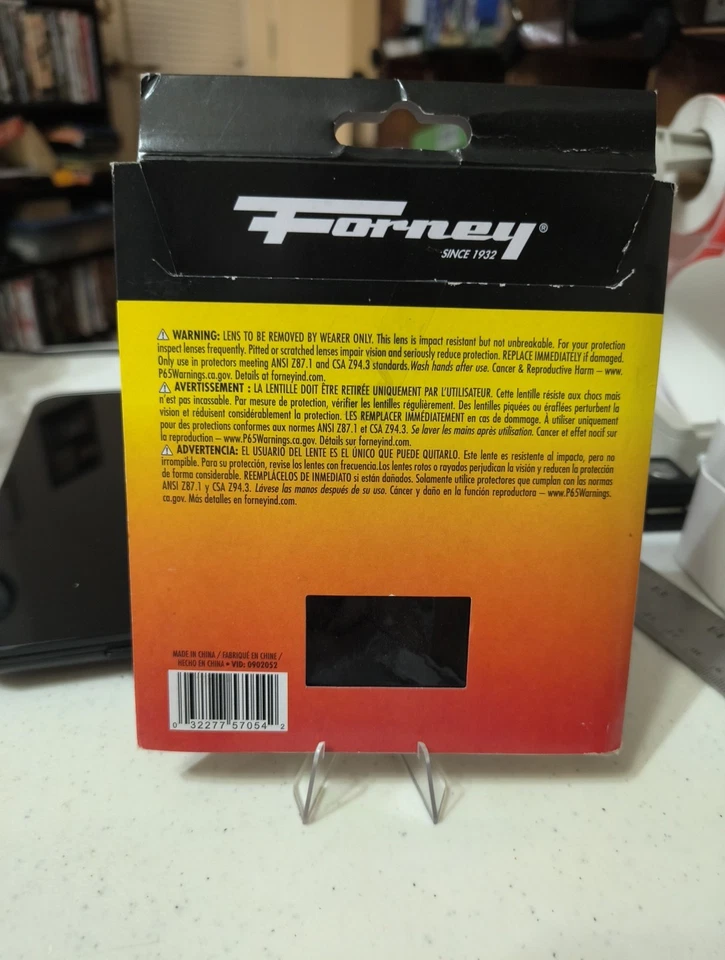 Forney®
SINCE 1932
⚠ WARNING: LENS TO BE REMOVED BY WEARER ONLY. This lens is impact resistant but not unbreakable. For your protection
inspect lenses frequently. Pitted or scratched lenses impair vision and seriously reduce protection. REPLACE IMMEDIATELY if damaged.
Only use in protectors meeting ANSI Z87.1 and CSA Z94.3 standards. Wash hands after use. Cancer & Reproductive Harm – www.
P65Warnings.ca.gov. Details at forneyind.com.
⚠ AVERTISSEMENT : LA LENTILLE DOIT ÊTRE RETIRÉE UNIQUEMENT PAR L'UTILISATEUR. Cette lentille résiste aux chocs mais
n'est pas incassable. Par mesure de protection, vérifier les lentilles régulièrement. Des lentilles piquées ou éraflées perturbent la
vision et réduisent considérablement la protection. LES REMPLACER IMMÉDIATEMENT en cas de dommage. À utiliser uniquement
pour des protections conformes aux normes ANSI Z87.1 et CSA Z94.3. Se laver les mains après utilisation. Cancer et effet nocif sur
la reproduction – www.P65Warnings.ca.gov. Détails sur forneyind.com.
⚠ ADVERTENCIA: EL USUARIO DEL LENTE ES EL ÚNICO QUE PUEDE QUITARLO. Este lente es resistente al impacto, pero no
irrompible. Para su protección, revise los lentes con frecuencia.Los lentes rotos o rayados perjudican la visión y reducen la protección
de forma considerable. REEMPLÁCELOS DE INMEDIATO si están dañados. Solamente utilice protectores que cumplan con las normas
ANSI Z87.1 y CSA Z94.3. Lávese las manos después de su uso. Cáncer y daño en la función reproductora – www.P65Warnings.
ca.gov. Más detalles en forneyind.com.
MADE IN CHINA / FABRIQUÉ EN CHINE /
HECHO EN CHINA • VID: 0902052
0 32277 57054 2